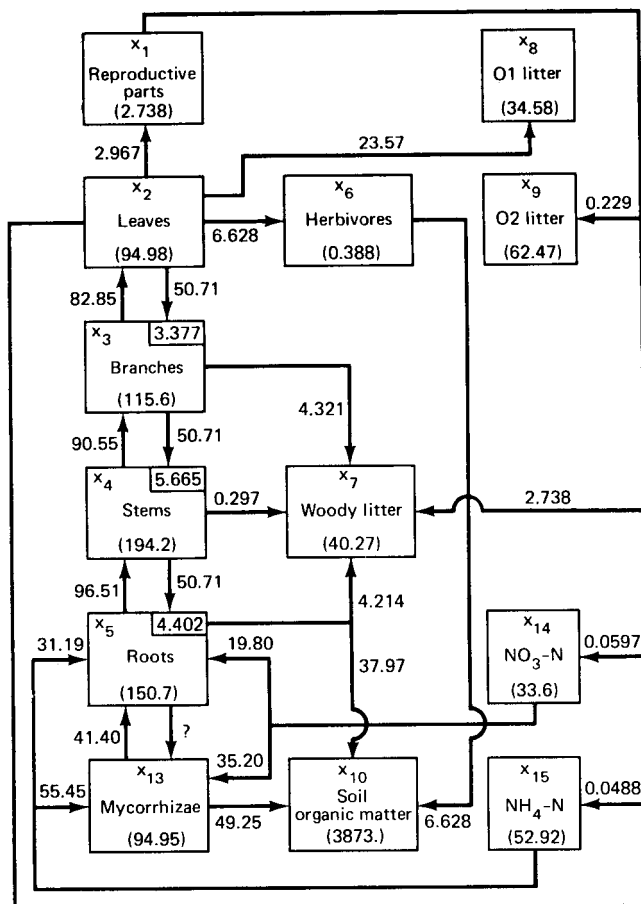 x1
Reproductive
parts
(2.738)
x8
O1 litter
(34.58)
2.967
23.57
x2
Leaves
(94.98)
6.628
x6
Herbivores
(0.388)
x9
O2 litter
(62.47)
0.229
82.85
50.71
x3
3.377
Branches
(115.6)
4.321
90.55
50.71
x4
5.665
Stems
(194.2)
0.297
x7
Woody litter
(40.27)
2.738
96.51
50.71
4.214
x5
4.402
Roots
(150.7)
31.19
19.80
37.97
x14
NO3-N
(33.6)
0.0597
41.40
?
35.20
x13
Mycorrhizae
(94.95)
55.45
49.25
x10
Soil
organic matter
(3873.)
6.628
x15
NH4-N
(52.92)
0.0488